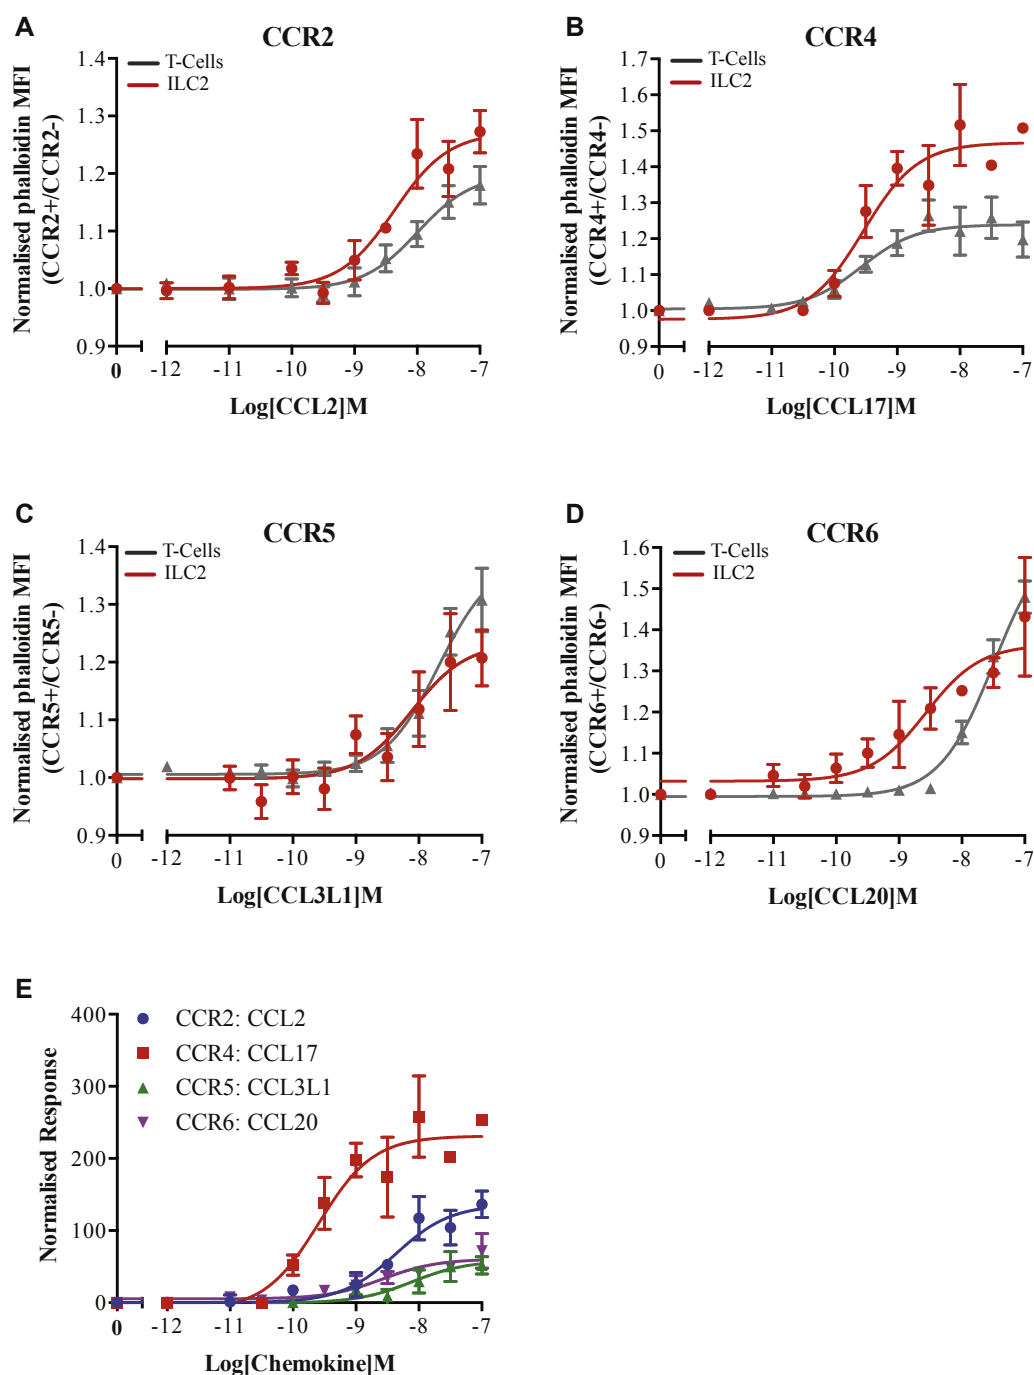 A
CCR2
T-Cells
ILC2
Normalised phalloidin MFI
(CCR2+/CCR2-)
1.4
1.3
1.2
1.1
1.0
0.9
0 -12 -11 -10 -9 -8 -7
Log[CCL2]M
B
CCR4
T-Cells
ILC2
Normalised phalloidin MFI
(CCR4+/CCR4-)
1.7
1.6
1.5
1.4
1.3
1.2
1.1
1.0
0.9
0 -12 -11 -10 -9 -8 -7
Log[CCL17]M
C
CCR5
T-Cells
ILC2
Normalised phalloidin MFI
(CCR5+/CCR5-)
1.4
1.3
1.2
1.1
1.0
0.9
0 -12 -11 -10 -9 -8 -7
Log[CCL3L1]M
D
CCR6
T-Cells
ILC2
Normalised phalloidin MFI
(CCR6+/CCR6-)
1.6
1.5
1.4
1.3
1.2
1.1
1.0
0.9
0 -12 -11 -10 -9 -8 -7
Log[CCL20]M
E
CCR2: CCL2
CCR4: CCL17
CCR5: CCL3L1
CCR6: CCL20
Normalised Response
400
300
200
100
0
0 -12 -11 -10 -9 -8 -7
Log[Chemokine]M